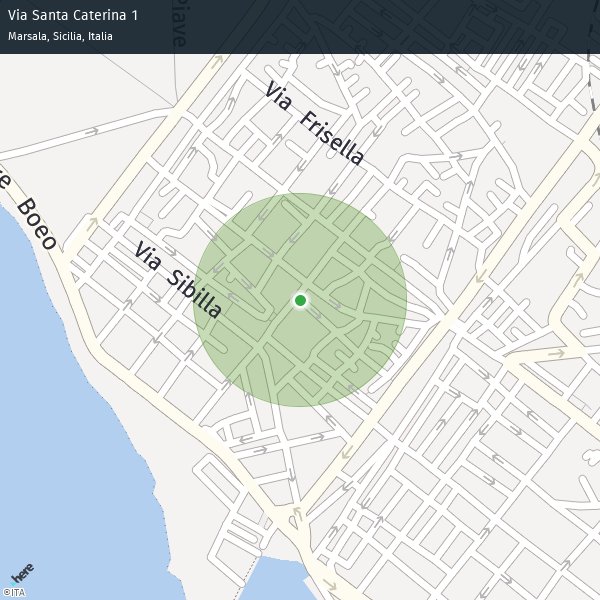 Via Santa Caterina 1
Marsala, Sicilia, Italia
Piave
Via Frisella
Boeo
Via Sibilla
here
©ITA